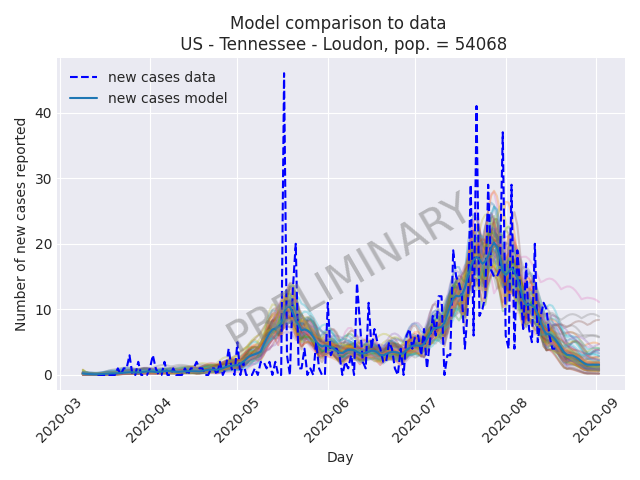 Model comparison to data
US - Tennessee - Loudon, pop. = 54068
new cases data
new cases model
PRELIMINARY
Number of new cases reported
40
30
20
10
0
2020-03
2020-04
2020-05
2020-06
2020-07
2020-08
2020-09
Day